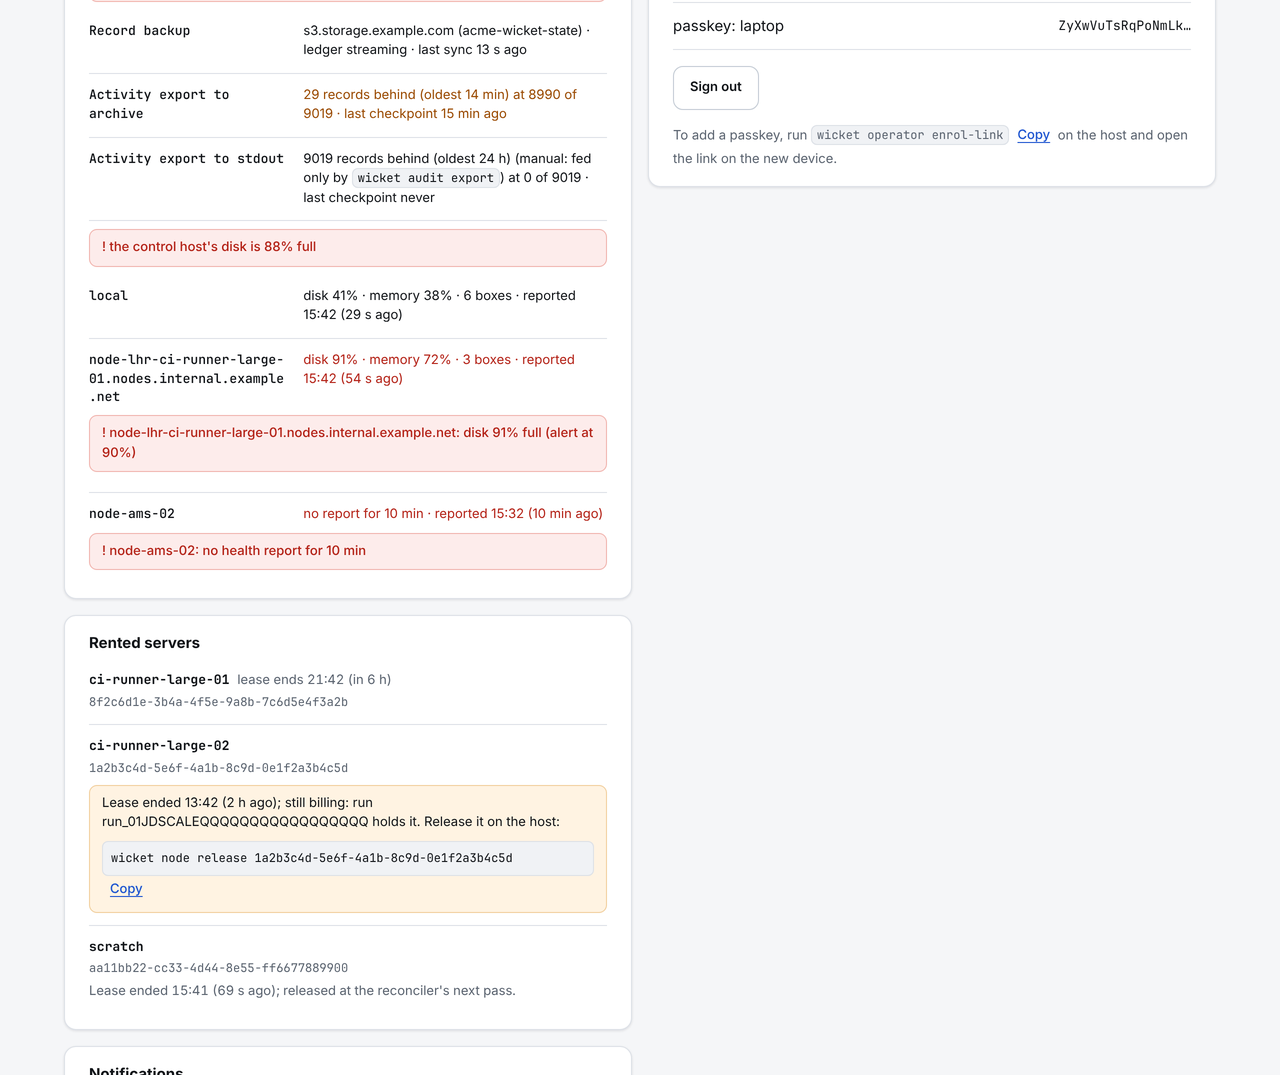 Record backup
s3.storage.example.com (acme-wicket-state) ·
ledger streaming · last sync 13 s ago
Activity export to
archive
29 records behind (oldest 14 min) at 8990 of
9019 · last checkpoint 15 min ago
Activity export to stdout
9019 records behind (oldest 24 h) (manual: fed
only by wicket audit export) at 0 of 9019 ·
last checkpoint never
! the control host's disk is 88% full
local
disk 41% · memory 38% · 6 boxes · reported
15:42 (29 s ago)
node-lhr-ci-runner-large-
01.nodes.internal.example
.net
disk 91% · memory 72% · 3 boxes · reported
15:42 (54 s ago)
! node-lhr-ci-runner-large-01.nodes.internal.example.net: disk 91% full (alert at
90%)
node-ams-02
no report for 10 min · reported 15:32 (10 min ago)
! node-ams-02: no health report for 10 min
Rented servers
ci-runner-large-01 lease ends 21:42 (in 6 h)
8f2c6d1e-3b4a-4f5e-9a8b-7c6d5e4f3a2b
ci-runner-large-02
1a2b3c4d-5e6f-4a1b-8c9d-0e1f2a3b4c5d
Lease ended 13:42 (2 h ago); still billing: run
run_01JDSCALEQQQQQQQQQQQQQQQQQ holds it. Release it on the host:
wicket node release 1a2b3c4d-5e6f-4a1b-8c9d-0e1f2a3b4c5d
Copy
scratch
aa11bb22-cc33-4d44-8e55-ff6677889900
Lease ended 15:41 (69 s ago); released at the reconciler's next pass.
Notifications
passkey: laptop
ZyXwVuTsRqPoNmLk…
Sign out
To add a passkey, run wicket operator enrol-link Copy on the host and open
the link on the new device.